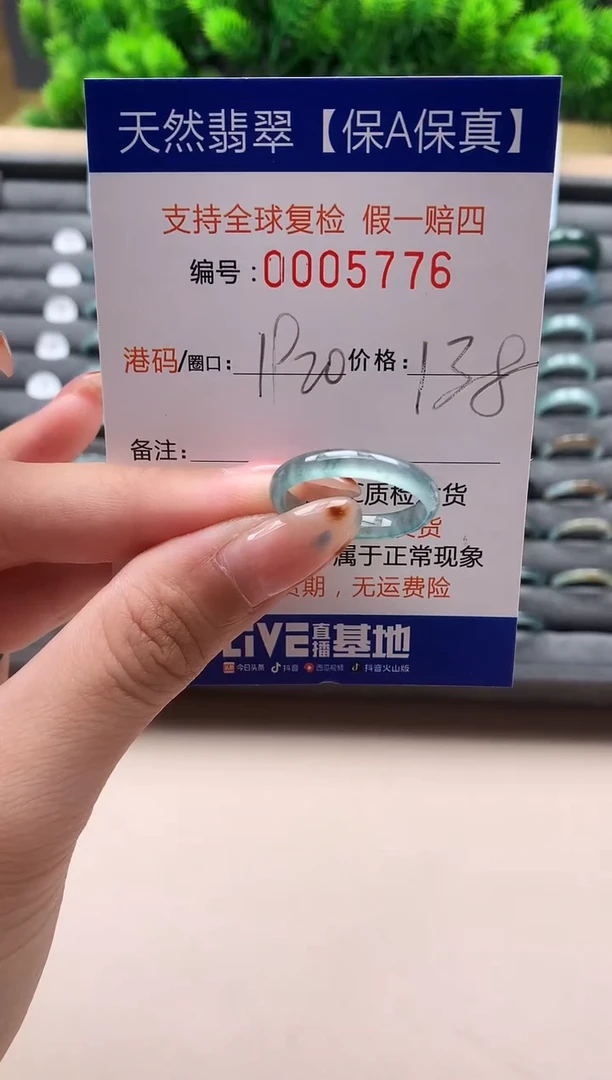 天然翡翠【保A保真】
支持全球复检 假一赔四
编号:0005776
港码/圈口: 1P20 价格: 138
备注:
质检 货
货
属于正常现象
货期，无运费险
LIVE直播基地
今日头条 抖音 西瓜视频 抖音火山版